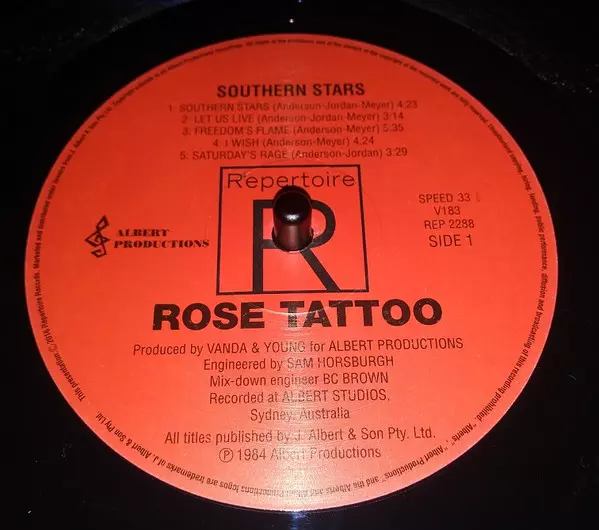 SOUTHERN STARS
1 SOUTHERN STARS (Anderson-Jordan-Meyer) 4:23
2 LET US LIVE (Anderson-Jordan-Meyer) 3:14
3: FREEDOM'S FLAME (Anderson-Jordan-Meyer) 5.35
4: I WISH (Anderson-Meyer) 4.24
5: SATURDAY'S RAGE (Anderson-Jordan) 3:29
Repertoire
R
ALBERT
PRODUCTIONS
SPEED 33
V183
REP 2288
SIDE 1
ROSE TATTOO
Produced by VANDA & YOUNG for ALBERT PRODUCTIONS
Engineered by SAM HORSBURGH
Mix-down engineer BC BROWN
Recorded at ALBERT STUDIOS,
Sydney, Australia
All titles published by J. Albert & Son Pty. Ltd.
Ⓟ 1984 Albert Productions